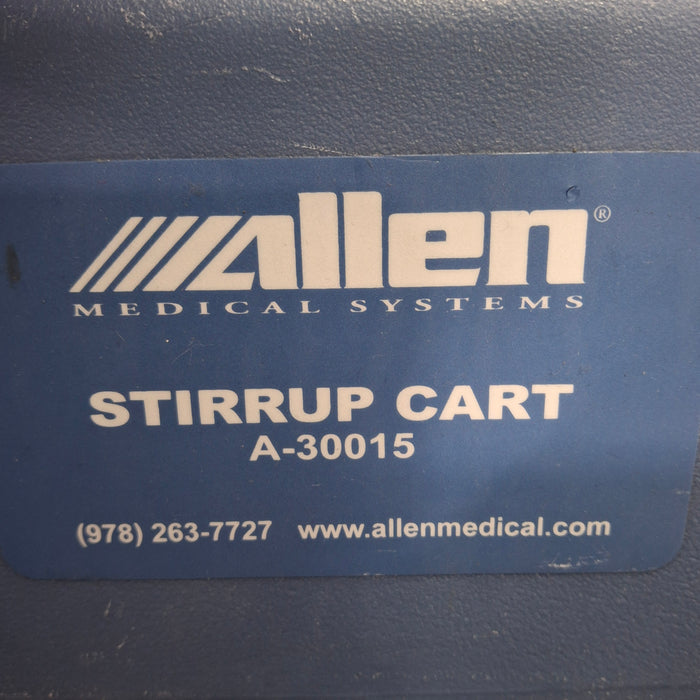 Allen®
MEDICAL SYSTEMS
STIRRUP CART
A-30015
(978) 263-7727 www.allenmedical.com